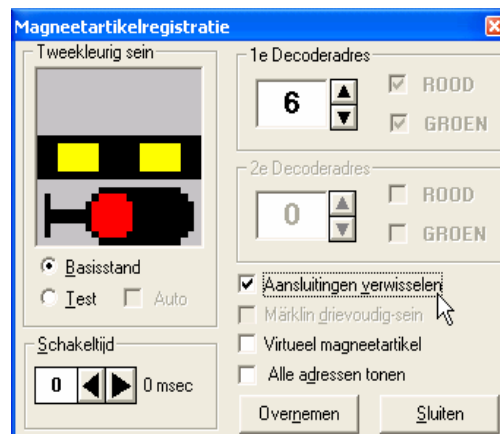 Magneetartikelregistratie
Tweekleurig sein
Basisstand
Test Auto
Schakeltijd
0 0 msec
1e Decoderadres
6 ROOD
GROEN
2e Decoderadres
0 ROOD
GROEN
Aansluitingen verwisselen
Märklin drievoudig-sein
Virtueel magneetartikel
Alle adressen tonen
Overnemen Sluiten